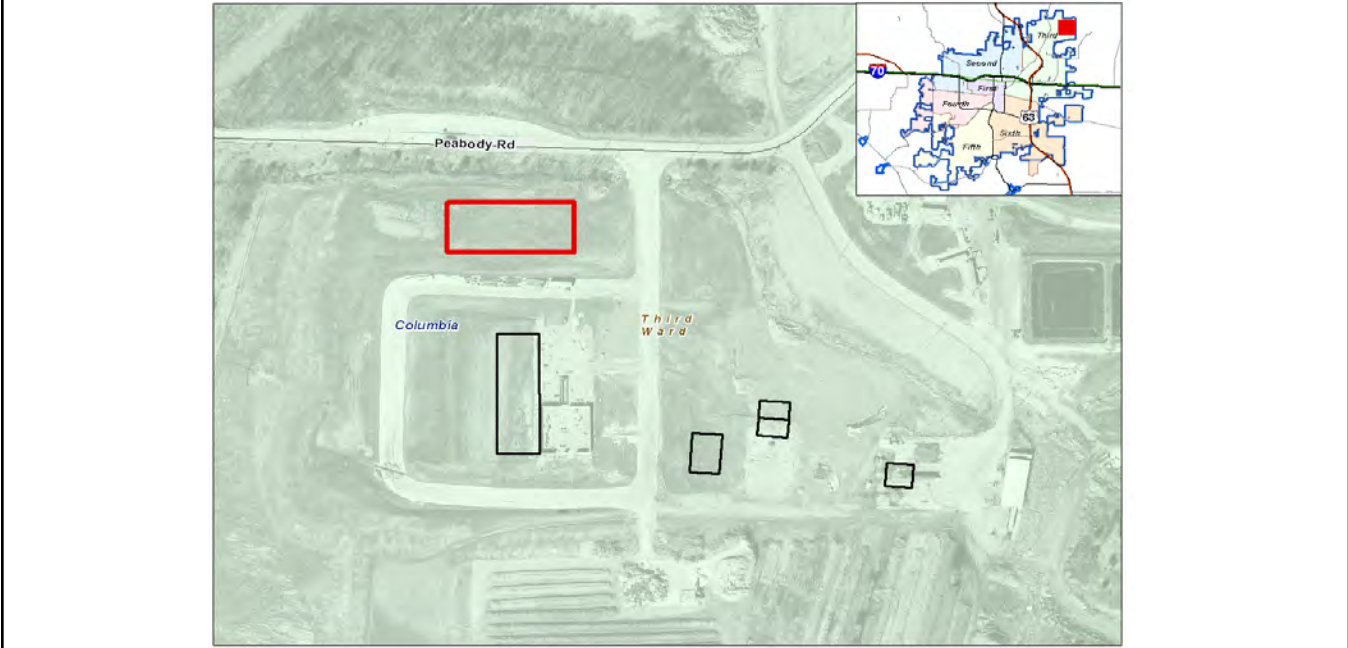 Third
Second
70
First
Fourth
63
Sixth
Fifth
Peabody Rd
Columbia
Third
Ward